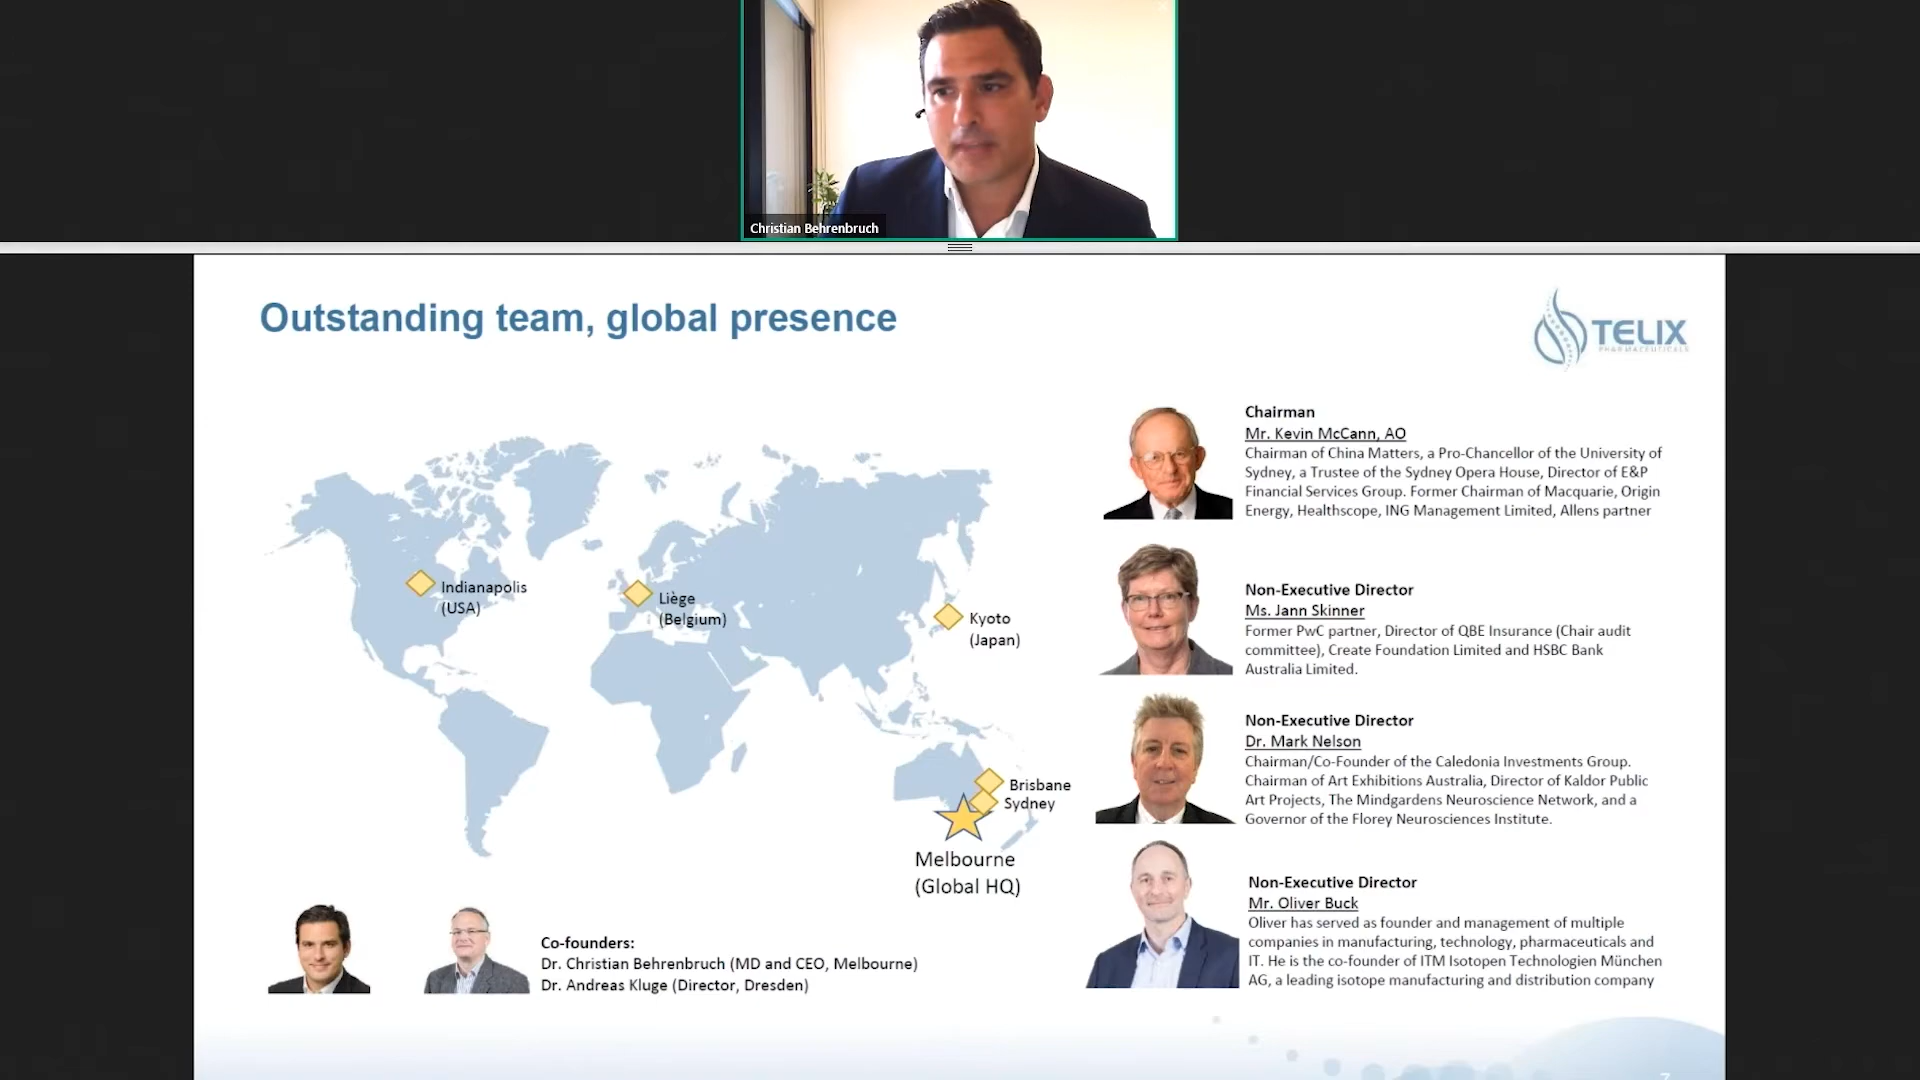 Christian Behrenbruch
Outstanding team, global presence
TELIX
PHARMACEUTICALS
Indianapolis
(USA)
Liège
(Belgium)
Kyoto
(Japan)
Brisbane
Sydney
Melbourne
(Global HQ)
Co-founders:
Dr. Christian Behrenbruch (MD and CEO, Melbourne)
Dr. Andreas Kluge (Director, Dresden)
Chairman
Mr. Kevin McCann, AO
Chairman of China Matters, a Pro-Chancellor of the University of
Sydney, a Trustee of the Sydney Opera House, Director of E&P
Financial Services Group. Former Chairman of Macquarie, Origin
Energy, Healthscope, ING Management Limited, Allens partner
Non-Executive Director
Ms. Jann Skinner
Former PwC partner, Director of QBE Insurance (Chair audit
committee), Create Foundation Limited and HSBC Bank
Australia Limited.
Non-Executive Director
Dr. Mark Nelson
Chairman/Co-Founder of the Caledonia Investments Group.
Chairman of Art Exhibitions Australia, Director of Kaldor Public
Art Projects, The Mindgardens Neuroscience Network, and a
Governor of the Florey Neurosciences Institute.
Non-Executive Director
Mr. Oliver Buck
Oliver has served as founder and management of multiple
companies in manufacturing, technology, pharmaceuticals and
IT. He is the co-founder of ITM Isotopen Technologien München
AG, a leading isotope manufacturing and distribution company